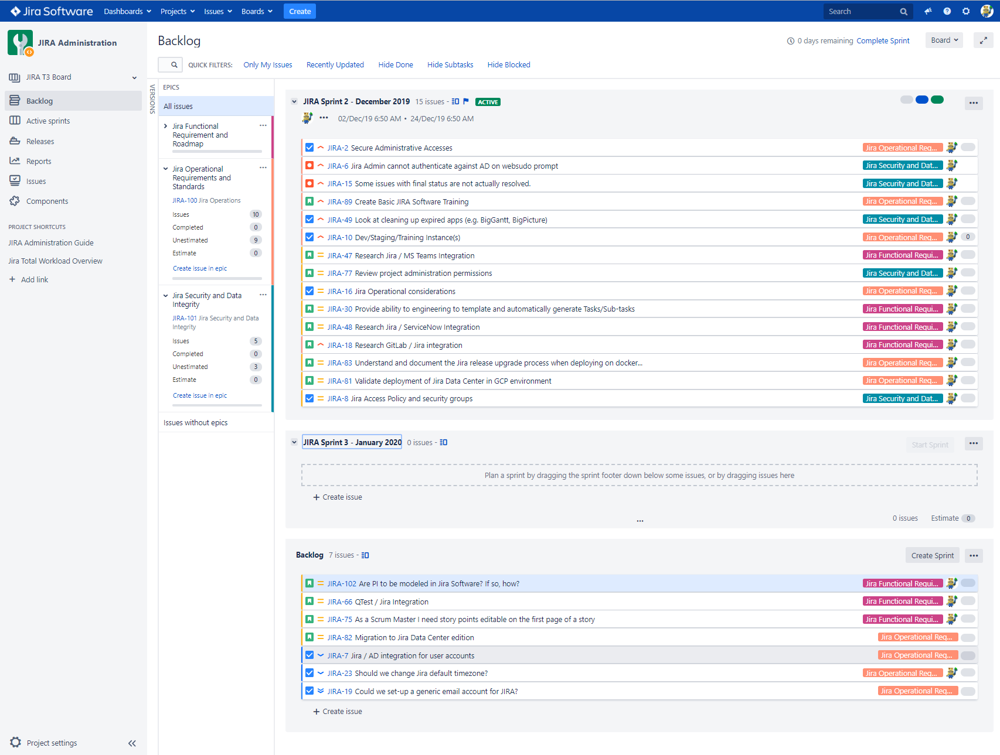 Jira Software Dashboards Projects Issues Boards Create Search
JIRA Administration
JIRA T3 Board
Backlog
Active sprints
Releases
Reports
Issues
Components
PROJECT SHORTCUTS
JIRA Administration Guide
Jira Total Workload Overview
+ Add link
Project settings
Backlog
0 days remaining Complete Sprint Board
QUICK FILTERS: Only My Issues Recently Updated Hide Done Hide Subtasks Hide Blocked
VERSIONS
EPICS
All issues
Jira Functional
Requirement and
Roadmap
Jira Operational
Requirements and
Standards
JIRA-100 Jira Operations
Issues 10
Completed 0
Unestimated 9
Estimate 0
Create issue in epic
Jira Security and Data
Integrity
JIRA-101 Jira Security and Data
Integrity
Issues 5
Completed 0
Unestimated 3
Estimate 0
Create issue in epic
Issues without epics
JIRA Sprint 2 - December 2019 15 issues - ACTIVE
02/Dec/19 6:50 AM • 24/Dec/19 6:50 AM
JIRA-2 Secure Administrative Accesses Jira Operational Req...
JIRA-6 Jira Admin cannot authenticate against AD on websudo prompt Jira Security and Dat...
JIRA-15 Some issues with final status are not actually resolved. Jira Security and Dat...
JIRA-89 Create Basic JIRA Software Training Jira Operational Req...
JIRA-49 Look at cleaning up expired apps (e.g. BigGantt, BigPicture) Jira Security and Dat...
JIRA-10 Dev/Staging/Training Instance(s) Jira Operational Req... 0
JIRA-47 Research Jira / MS Teams Integration Jira Functional Requi...
JIRA-77 Review project administration permissions Jira Security and Dat...
JIRA-16 Jira Operational considerations Jira Operational Req...
JIRA-30 Provide ability to engineering to template and automatically generate Tasks/Sub-tasks Jira Functional Requi...
JIRA-48 Research Jira / ServiceNow Integration Jira Functional Requi...
JIRA-18 Research GitLab / Jira integration Jira Functional Requi...
JIRA-83 Understand and document the Jira release upgrade process when deploying on docker... Jira Operational Req...
JIRA-81 Validate deployment of Jira Data Center in GCP environment Jira Operational Req...
JIRA-8 Jira Access Policy and security groups Jira Security and Dat...
JIRA Sprint 3 - January 2020 0 issues - Start Sprint
Plan a sprint by dragging the sprint footer down below some issues, or by dragging issues here
+ Create issue
0 issues Estimate 0
Backlog 7 issues - Create Sprint
JIRA-102 Are PI to be modeled in Jira Software? If so, how? Jira Functional Requi...
JIRA-66 QTest / Jira Integration Jira Functional Requi...
JIRA-75 As a Scrum Master I need story points editable on the first page of a story Jira Functional Requi...
JIRA-82 Migration to Jira Data Center edition Jira Operational Req...
JIRA-7 Jira / AD integration for user accounts Jira Operational Req...
JIRA-23 Should we change Jira default timezone? Jira Operational Req...
JIRA-19 Could we set-up a generic email account for JIRA? Jira Operational Req...
+ Create issue